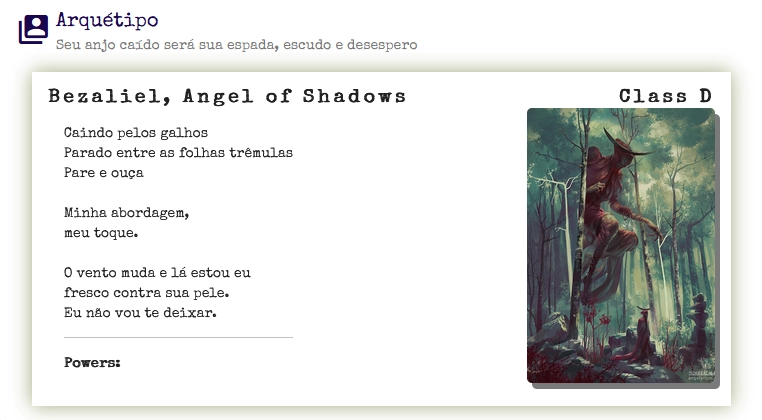 Arquétipo
Seu anjo caído será sua espada, escudo e desespero
Bezaliel, Angel of Shadows
Class D
Caindo pelos galhos
Parado entre as folhas trêmulas
Pare e ouça
Minha abordagem,
meu toque.
O vento muda e lá estou eu
fresco contra sua pele.
Eu não vou te deixar.
Powers: